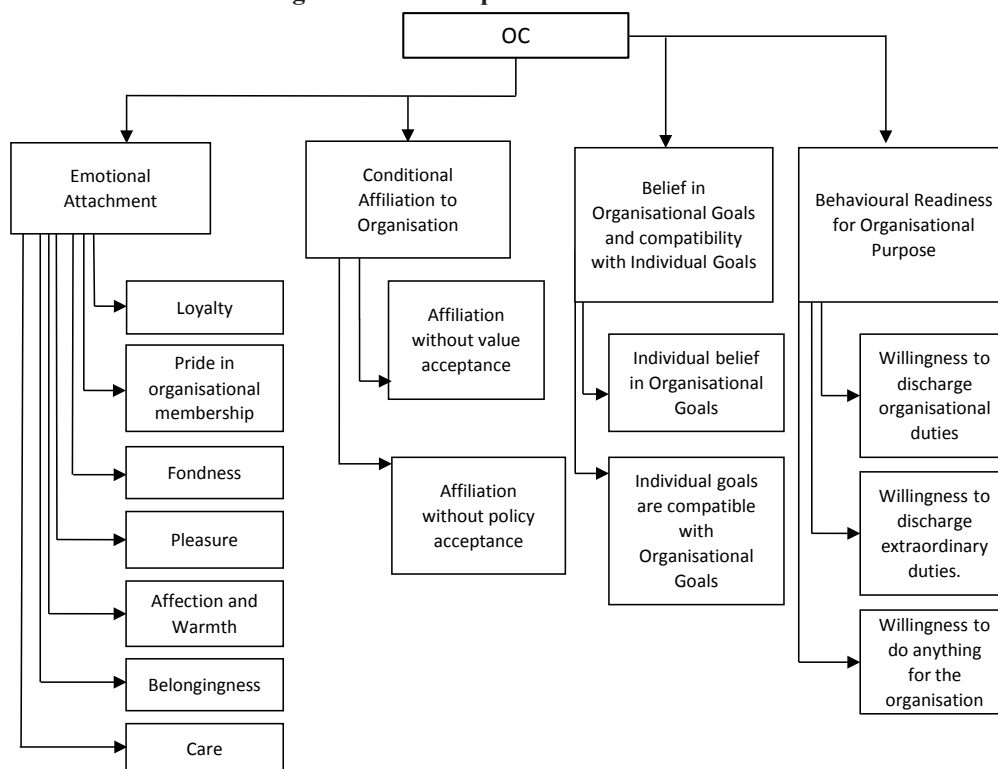 OC
Emotional
Attachment
Loyalty
Pride in
organisational
membership
Fondness
Pleasure
Affection and
Warmth
Belongingness
Care
Conditional
Affiliation to
Organisation
Affiliation
without value
acceptance
Affiliation
without policy
acceptance
Belief in
Organisational Goals
and compatibility
with Individual Goals
Individual belief
in Organisational
Goals
Individual goals
are compatible
with
Organisational
Goals
Behavioural Readiness
for Organisational
Purpose
Willingness to
discharge
organisational
duties
Willingness to
discharge
extraordinary
duties.
Willingness to
do anything
for the
organisation